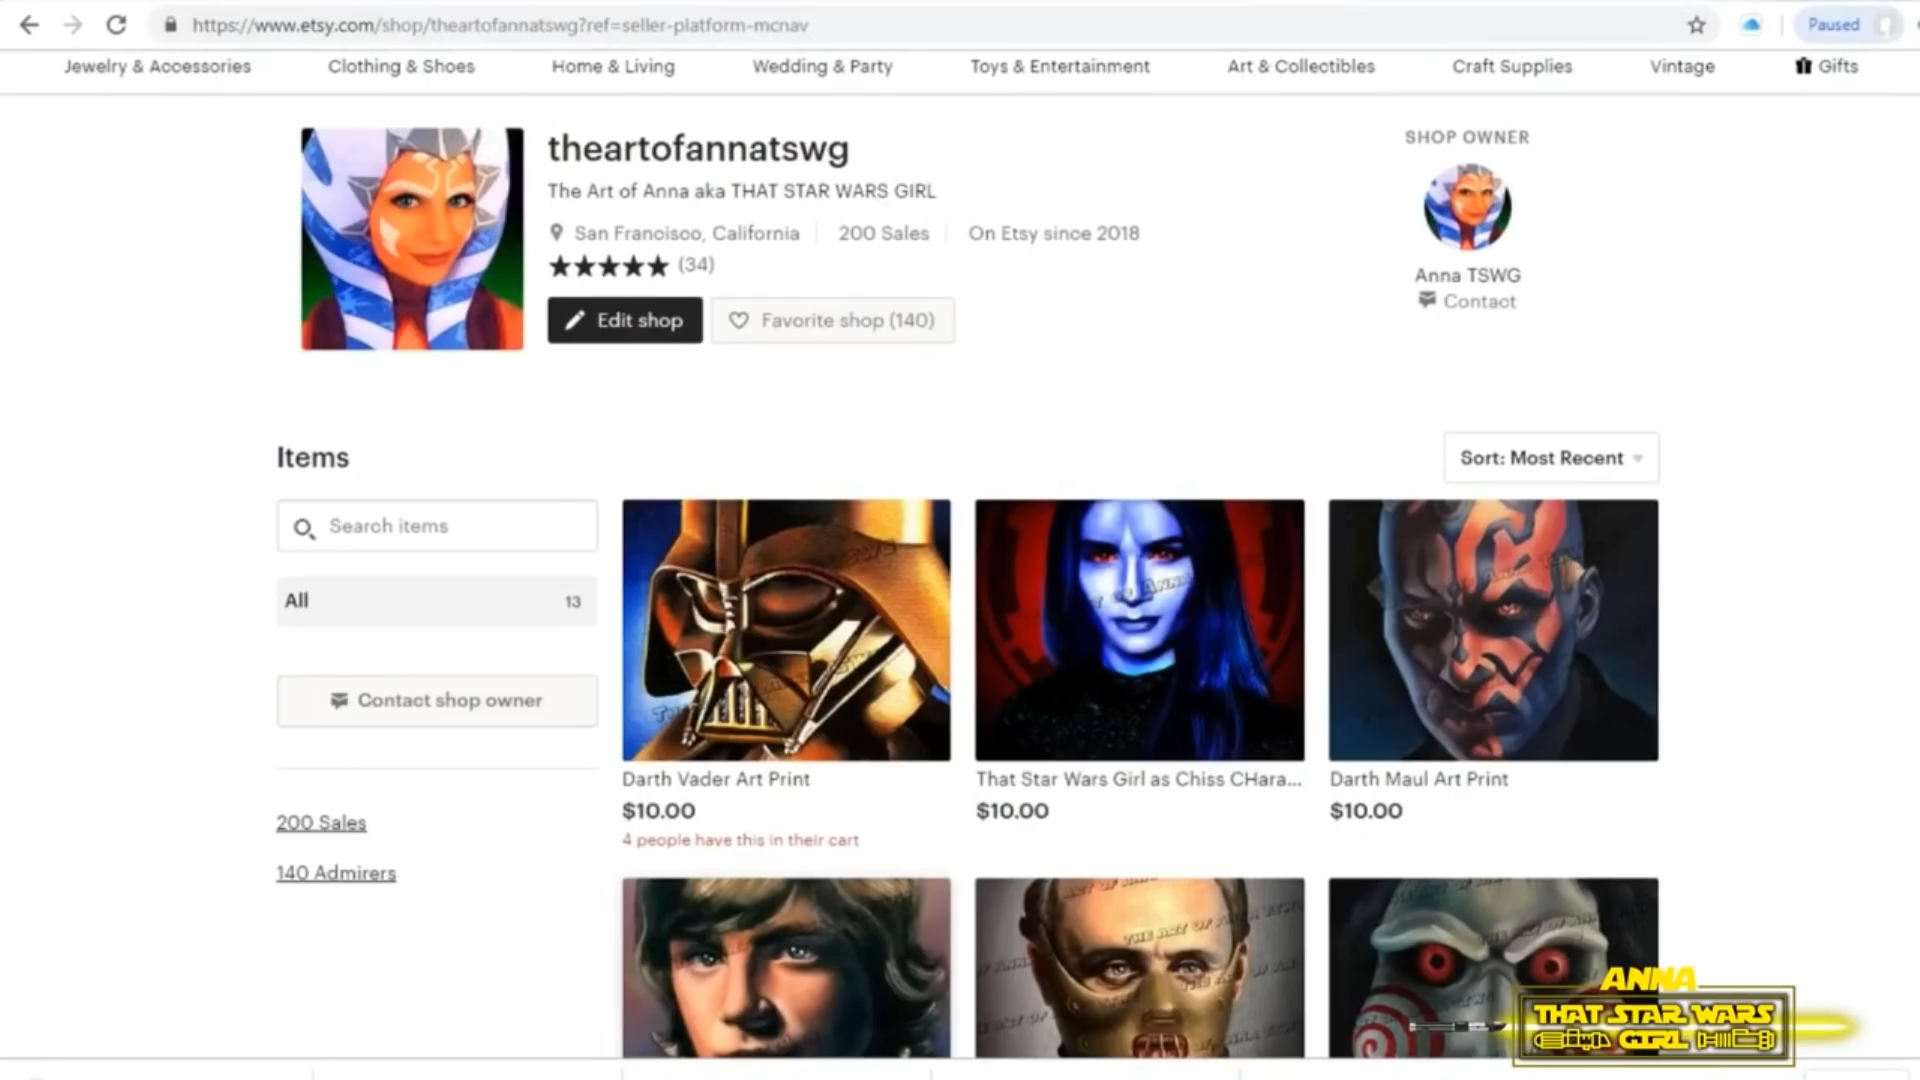 https://www.etsy.com/shop/theartofannatswg?ref=seller-platform-mcnav
Paused
Jewelry & Accessories
Clothing & Shoes
Home & Living
Wedding & Party
Toys & Entertainment
Art & Collectibles
Craft Supplies
Vintage
Gifts
theartofannatswg
The Art of Anna aka THAT STAR WARS GIRL
San Francisco, California
200 Sales
On Etsy since 2018
(34)
Edit shop
Favorite shop (140)
SHOP OWNER
Anna TSWG
Contact
Items
Sort: Most Recent
Search items
All
13
Contact shop owner
200 Sales
140 Admirers
Darth Vader Art Print
$10.00
4 people have this in their cart
That Star Wars Girl as Chiss CHara...
$10.00
Darth Maul Art Print
$10.00
THE ART OF
ANNA
THAT STAR WARS
GIRL